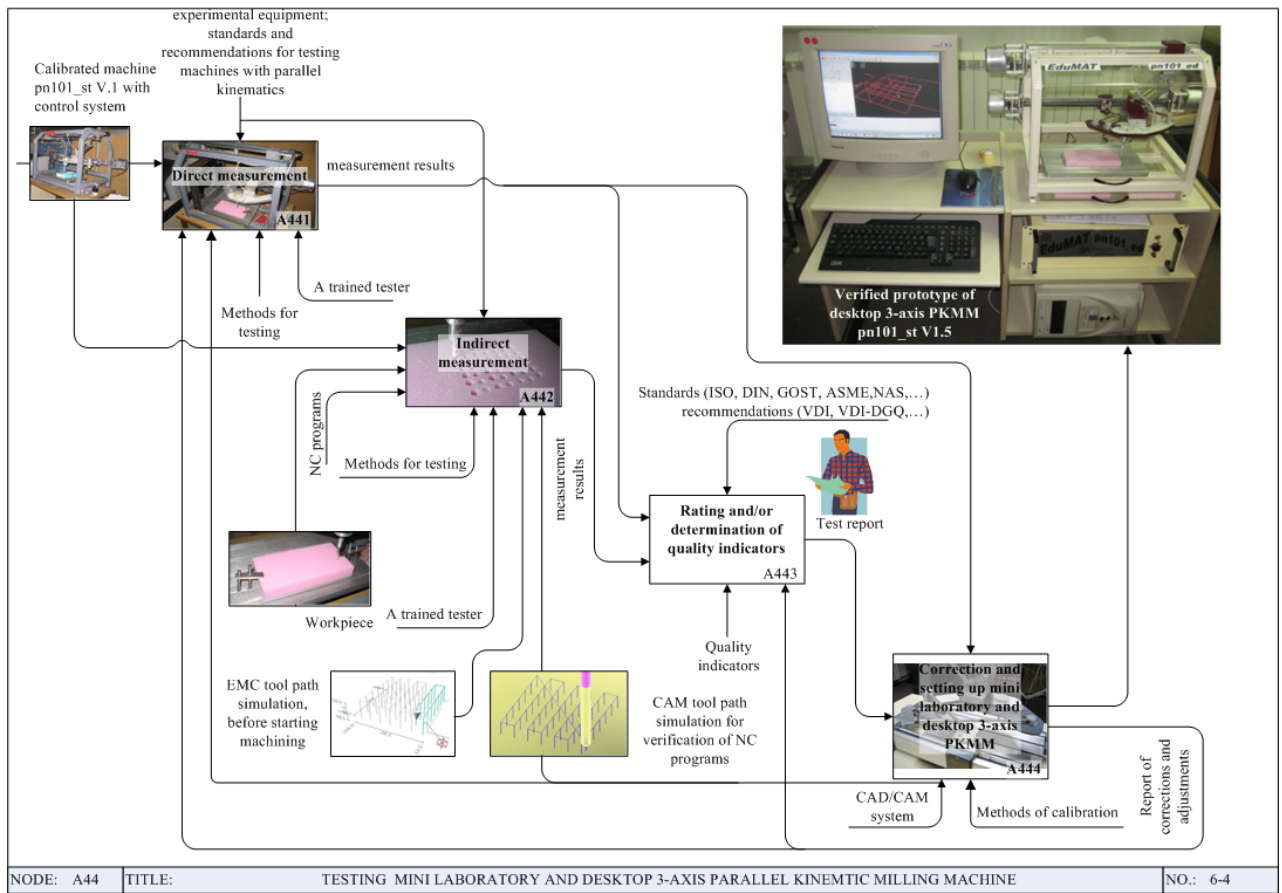 experimental equipment;
standards and
recommendations for testing
machines with parallel
kinematics
Calibrated machine
pn101_st V.1 with
control system
Direct measurement
A441
measurement results
Methods for
testing
A trained tester
EduMAT
pn101_ed
EduMAT pn101_ed
IBM
Verified prototype of
desktop 3-axis PKMM
pn101_st V1.5
Indirect
measurement
A442
NC programs
Methods for testing
measurement
results
Standards (ISO, DIN, GOST, ASME,NAS,…)
recommendations (VDI, VDI-DGQ,…)
Test report
Rating and/or
determination of
quality indicators
A443
Workpiece
A trained tester
Quality
indicators
EMC tool path
simulation,
before starting
machining
CAM tool path
simulation for
verification of NC
programs
Correction and
setting up mini
laboratory and
desktop 3-axis
PKMM
A444
CAD/CAM
system
Methods of calibration
Report of
corrections and
adjustments
NODE: A44
TITLE:
TESTING MINI LABORATORY AND DESKTOP 3-AXIS PARALLEL KINEMTIC MILLING MACHINE
NO.: 6-4